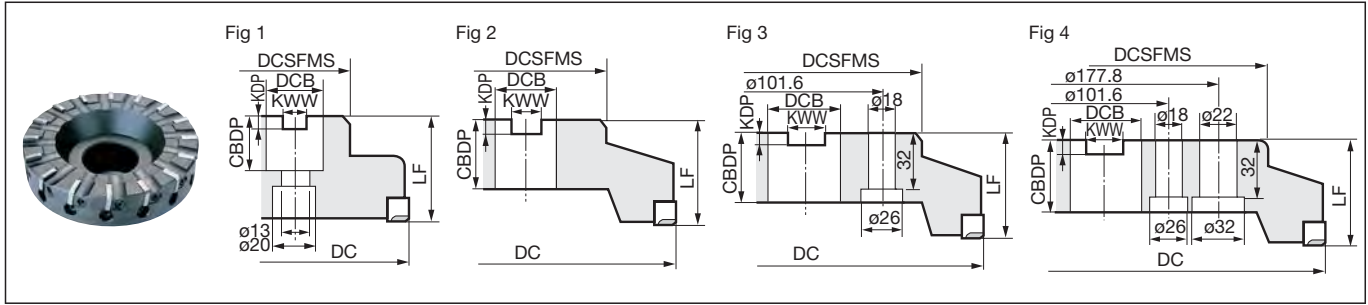 Fig 1
DCSFMS
DCB
KWW
KDP
CBDP
LF
ø13
ø20
DC
Fig 2
DCSFMS
DCB
KWW
KDP
CBDP
LF
DC
Fig 3
DCSFMS
ø101.6
DCB
ø18
KWW
KDP
CBDP
32
LF
ø26
DC
Fig 4
DCSFMS
ø177.8
ø101.6
DCB
ø18
ø22
KWW
KDP
CBDP
32
LF
ø26
ø32
DC